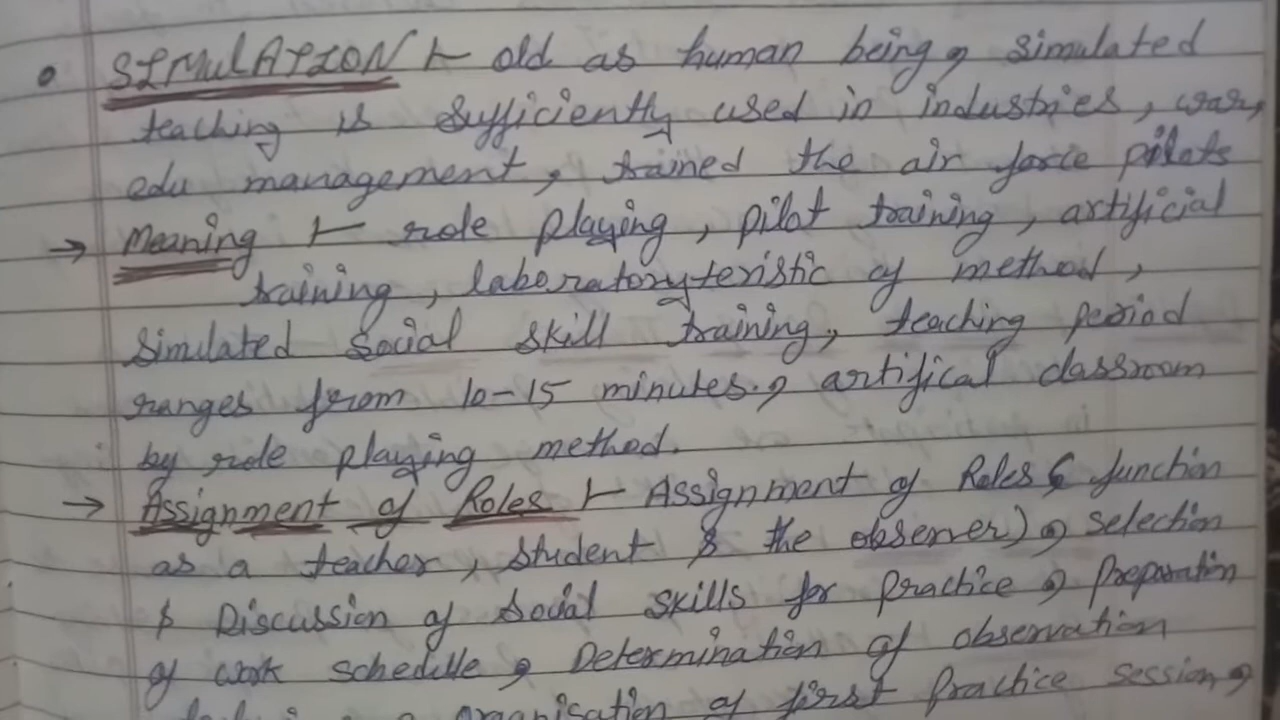 • SIMULATION ⊢ old as human being, simulated
teaching is sufficiently used in industries, war,
edu management, trained the air force pilots
→ Meaning ⊢ role playing, pilot training, artificial
training, laboratoryteristic of method,
simulated social skill training, teaching period
ranges from 10-15 minutes., artifical classroom
by role playing method.
→ Assignment of Roles ⊢ Assignment of Roles ( function
as a teacher, student & the observer), selection
& Discussion of social skills for practice, preparation
of work schedule, Determination of observation
organisation of first practice session,